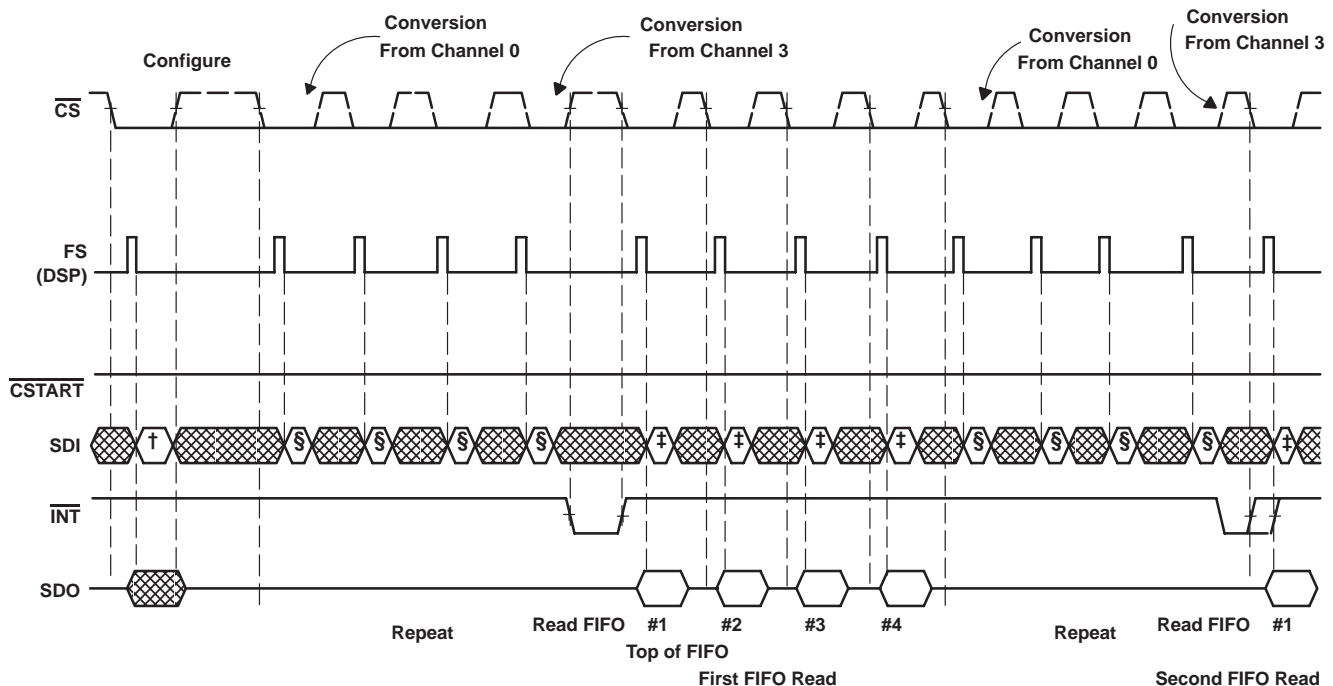 Conversion
From Channel 0
Conversion
From Channel 3
Conversion
From Channel 0
Conversion
From Channel 3
Configure
CS
FS
(DSP)
CSTART
SDI
† § § § § ‡ ‡ ‡ ‡ § § § § ‡
INT
SDO
Repeat
Read FIFO #1 #2 #3 #4
Top of FIFO
First FIFO Read
Repeat
Read FIFO #1
Second FIFO Read